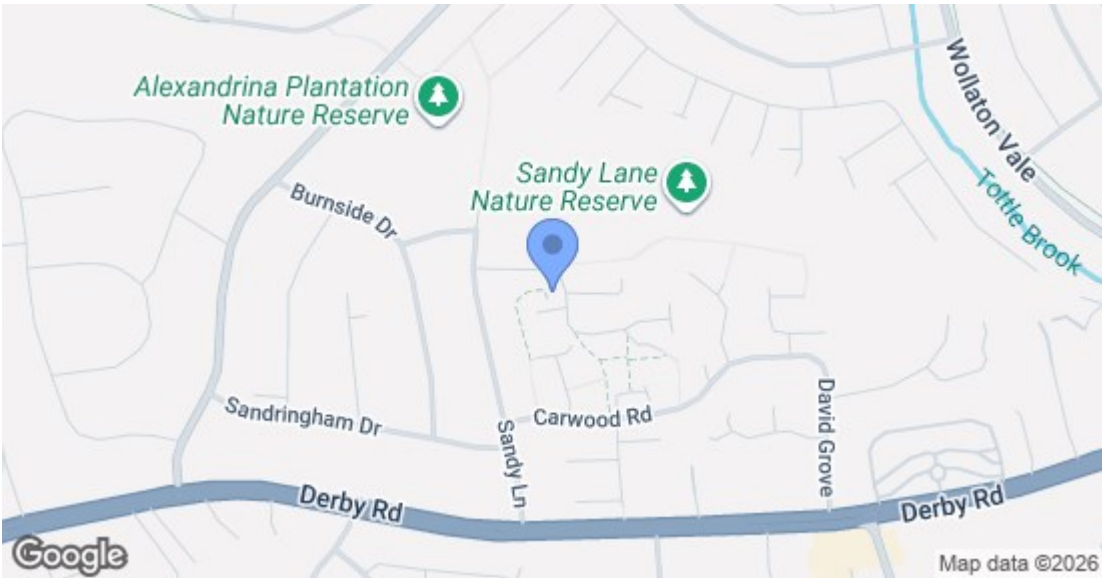 Alexandrina Plantation
Nature Reserve
Wollaton Vale
Sandy Lane
Nature Reserve
Tottle Brook
Burnside Dr
Sandringham Dr
Sandy Ln
Carwood Rd
David Grove
Derby Rd
Derby Rd
Google
Map data ©2026